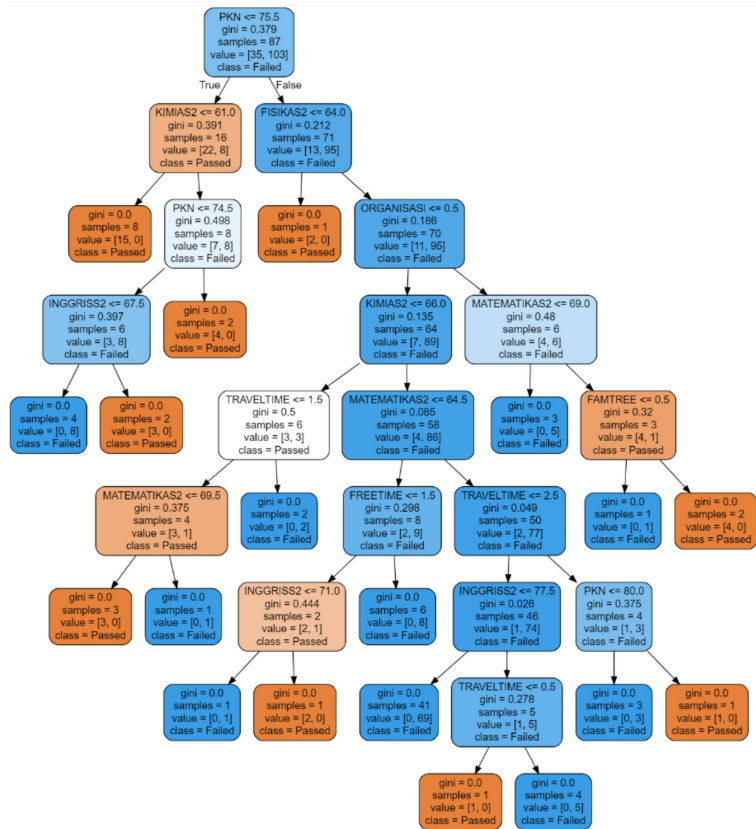 PKN <= 75.5
gini = 0.379
samples = 87
value = [35, 103]
class = Failed
True
False
KIMIAS2 <= 61.0
gini = 0.391
samples = 16
value = [22, 8]
class = Passed
FISIKAS2 <= 64.0
gini = 0.212
samples = 71
value = [13, 95]
class = Failed
gini = 0.0
samples = 8
value = [15, 0]
class = Passed
PKN <= 74.5
gini = 0.498
samples = 8
value = [7, 8]
class = Failed
gini = 0.0
samples = 1
value = [2, 0]
class = Passed
ORGANISASI <= 0.5
gini = 0.186
samples = 70
value = [11, 95]
class = Failed
INGGRISS2 <= 67.5
gini = 0.397
samples = 6
value = [3, 8]
class = Failed
gini = 0.0
samples = 2
value = [4, 0]
class = Passed
KIMIAS2 <= 66.0
gini = 0.135
samples = 64
value = [7, 89]
class = Failed
MATEMATIKAS2 <= 69.0
gini = 0.48
samples = 6
value = [4, 6]
class = Failed
gini = 0.0
samples = 4
value = [0, 8]
class = Failed
gini = 0.0
samples = 2
value = [3, 0]
class = Passed
TRAVELTIME <= 1.5
gini = 0.5
samples = 6
value = [3, 3]
class = Passed
MATEMATIKAS2 <= 64.5
gini = 0.085
samples = 58
value = [4, 86]
class = Failed
gini = 0.0
samples = 3
value = [0, 5]
class = Failed
FAMTREE <= 0.5
gini = 0.32
samples = 3
value = [4, 1]
class = Passed
MATEMATIKAS2 <= 69.5
gini = 0.375
samples = 4
value = [3, 1]
class = Passed
gini = 0.0
samples = 2
value = [0, 2]
class = Failed
FREETIME <= 1.5
gini = 0.298
samples = 8
value = [2, 9]
class = Failed
TRAVELTIME <= 2.5
gini = 0.049
samples = 50
value = [2, 77]
class = Failed
gini = 0.0
samples = 1
value = [0, 1]
class = Failed
gini = 0.0
samples = 2
value = [4, 0]
class = Passed
gini = 0.0
samples = 3
value = [3, 0]
class = Passed
gini = 0.0
samples = 1
value = [0, 1]
class = Failed
INGGRISS2 <= 71.0
gini = 0.444
samples = 2
value = [2, 1]
class = Passed
gini = 0.0
samples = 6
value = [0, 8]
class = Failed
INGGRISS2 <= 77.5
gini = 0.026
samples = 46
value = [1, 74]
class = Failed
PKN <= 80.0
gini = 0.375
samples = 4
value = [1, 3]
class = Failed
gini = 0.0
samples = 1
value = [0, 1]
class = Failed
gini = 0.0
samples = 1
value = [2, 0]
class = Passed
gini = 0.0
samples = 41
value = [0, 69]
class = Failed
TRAVELTIME <= 0.5
gini = 0.278
samples = 5
value = [1, 5]
class = Failed
gini = 0.0
samples = 3
value = [0, 3]
class = Failed
gini = 0.0
samples = 1
value = [1, 0]
class = Passed
gini = 0.0
samples = 1
value = [1, 0]
class = Passed
gini = 0.0
samples = 4
value = [0, 5]
class = Failed